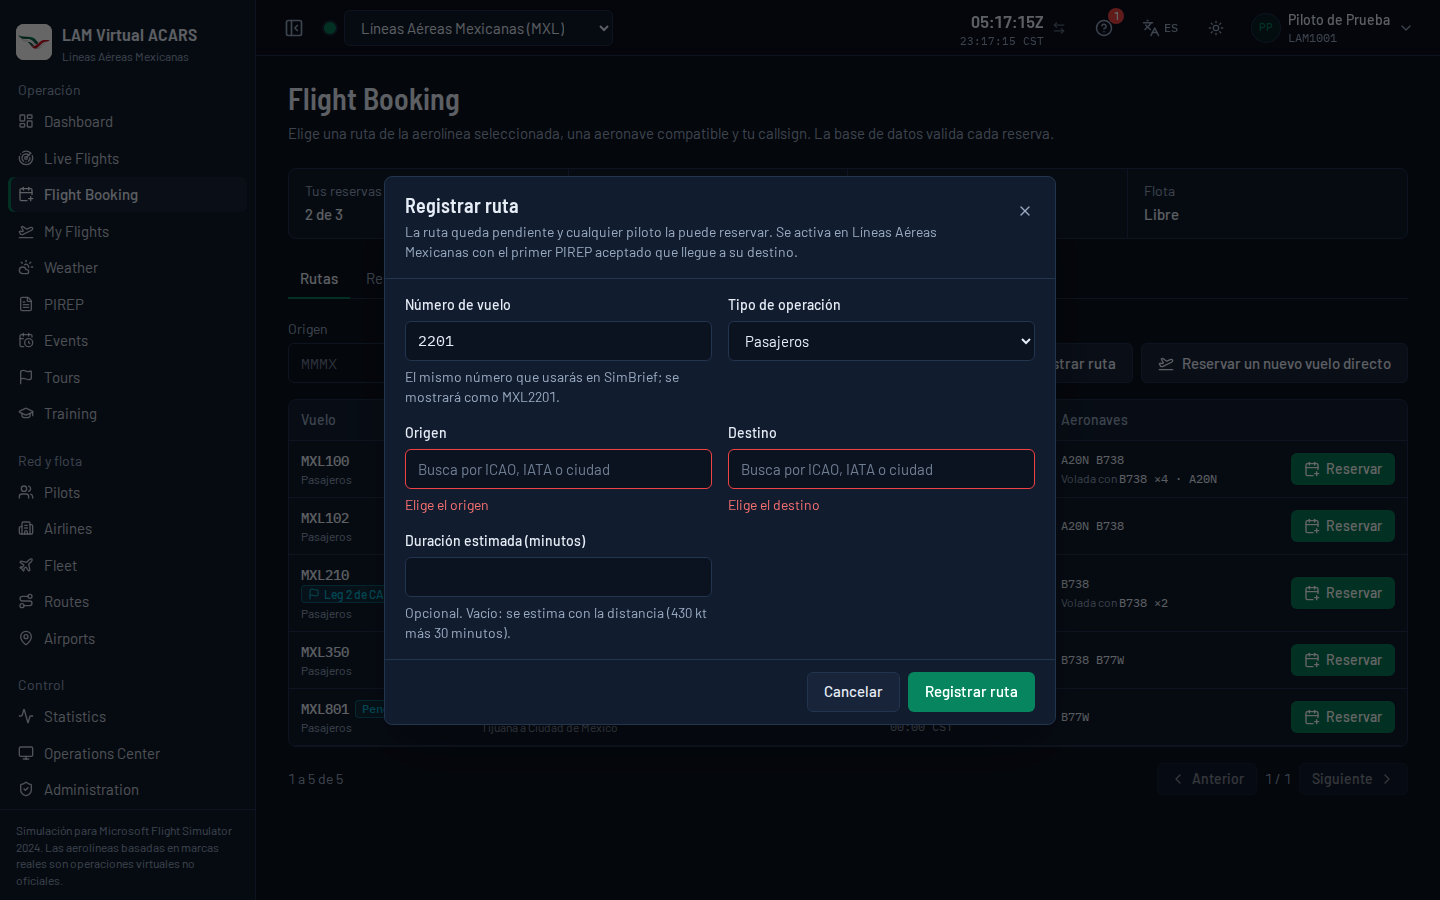 LAM Virtual ACARS
Líneas Aéreas Mexicanas
Operación
Dashboard
Live Flights
Flight Booking
My Flights
Weather
PIREP
Events
Tours
Training
Red y flota
Pilots
Airlines
Fleet
Routes
Airports
Control
Statistics
Operations Center
Administration
Simulación para Microsoft Flight Simulator
2024. Las aerolíneas basadas en marcas
reales son operaciones virtuales no
oficiales.
Líneas Aéreas Mexicanas (MXL)
05:17:15Z
23:17:15 CST
1
ES
PP
Piloto de Prueba
LAM1001
Flight Booking
Elige una ruta de la aerolínea seleccionada, una aeronave compatible y tu callsign. La base de datos valida cada reserva.
Tus reservas
2 de 3
Flota
Libre
Rutas
Re
Origen
MMMX
strar ruta
Reservar un nuevo vuelo directo
Vuelo
Aeronaves
MXL100
Pasajeros
A20N B738
Volada con B738 ×4 · A20N
Reservar
MXL102
Pasajeros
A20N B738
Reservar
MXL210
Leg 2 de CA
Pasajeros
B738
Volada con B738 ×2
Reservar
MXL350
Pasajeros
B738 B77W
Reservar
MXL801
Pen
Pasajeros
Tijuana a Ciudad de México
00:00 CST
B77W
Reservar
1 a 5 de 5
Anterior
1 / 1
Siguiente
Registrar ruta
La ruta queda pendiente y cualquier piloto la puede reservar. Se activa en Líneas Aéreas
Mexicanas con el primer PIREP aceptado que llegue a su destino.
Número de vuelo
Tipo de operación
2201
Pasajeros
El mismo número que usarás en SimBrief; se
mostrará como MXL2201.
Origen
Destino
Busca por ICAO, IATA o ciudad
Busca por ICAO, IATA o ciudad
Elige el origen
Elige el destino
Duración estimada (minutos)
Opcional. Vacío: se estima con la distancia (430 kt
más 30 minutos).
Cancelar
Registrar ruta